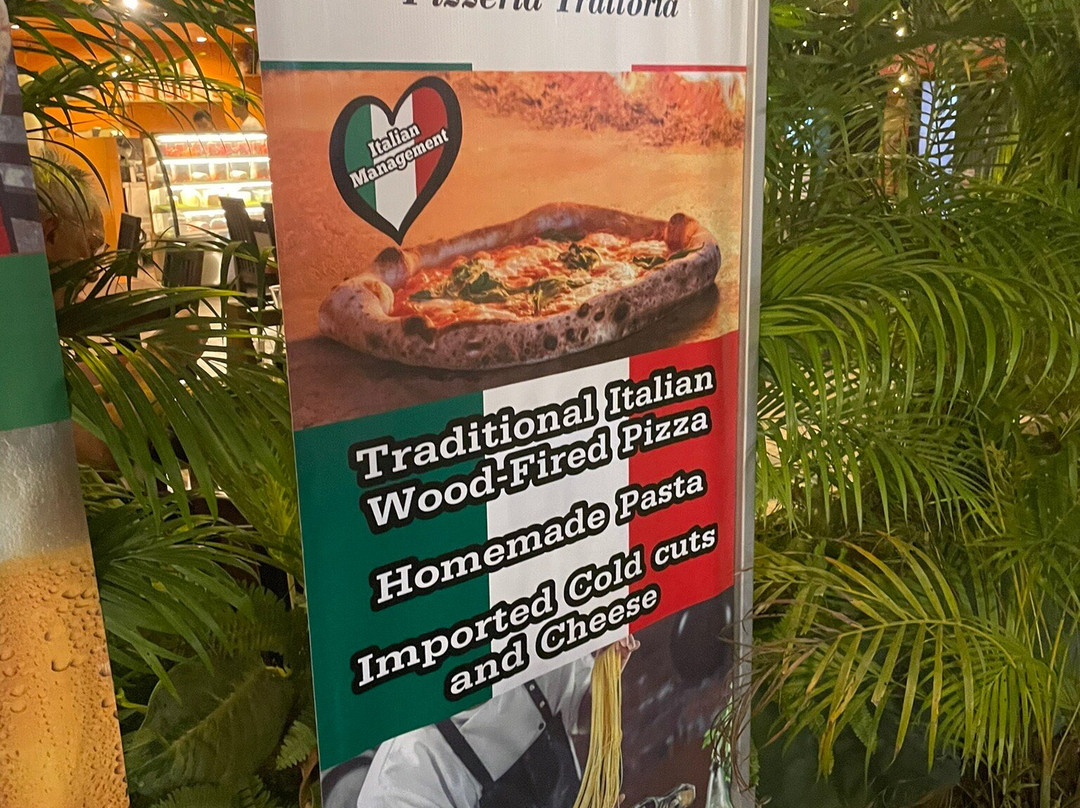 Pizzeria Trattoria
Italian
Management
Traditional Italian
Wood-Fired Pizza
Homemade Pasta
Imported Cold cuts
and Cheese